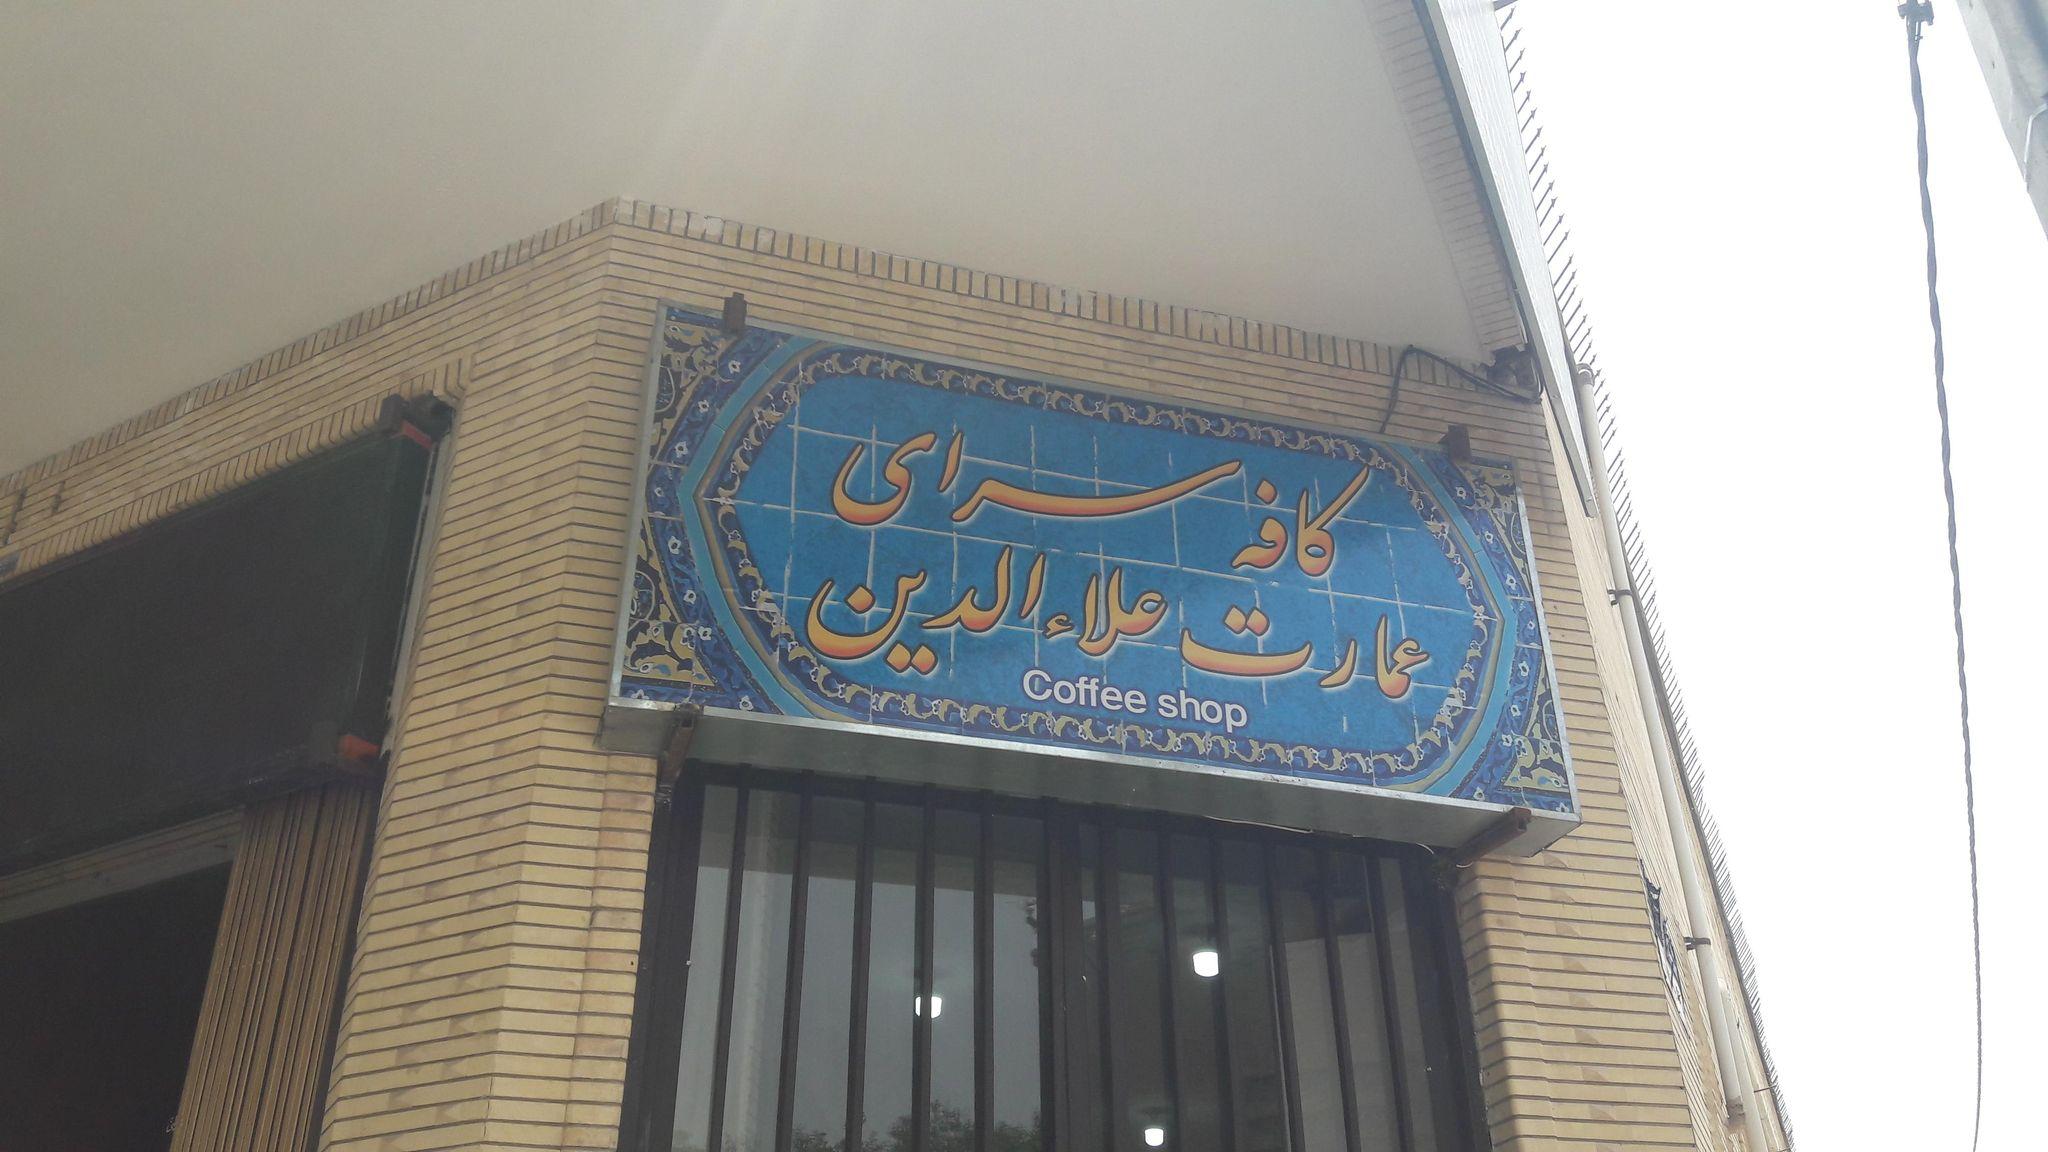 کافه سرای
عمارت علاءالدین
Coffee shop